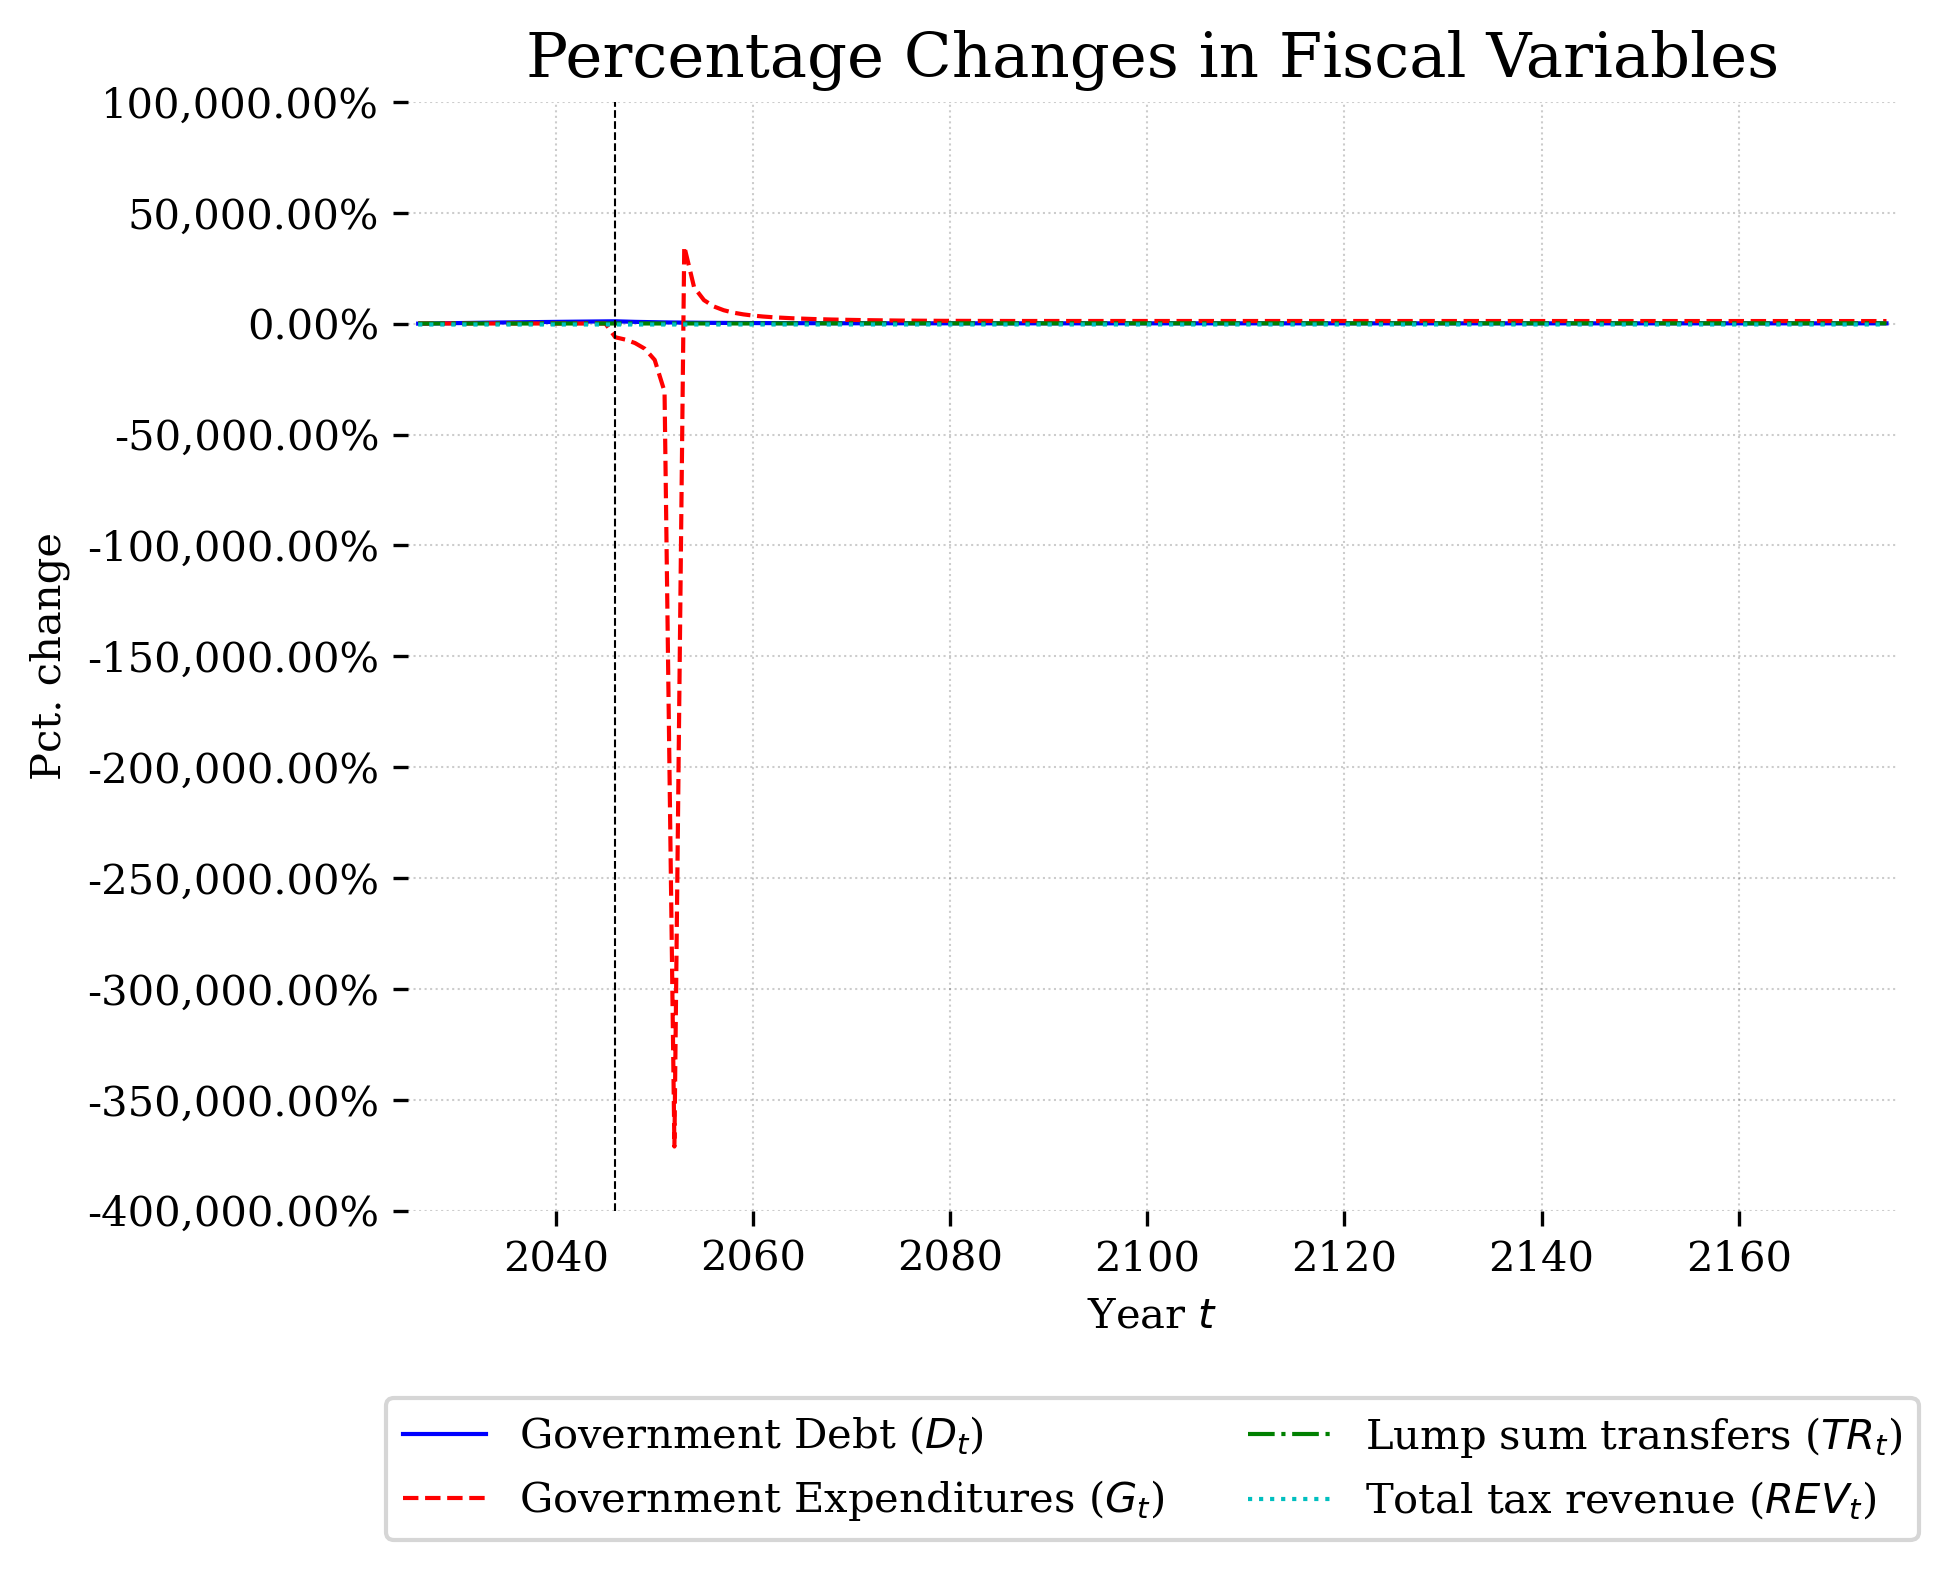 Percentage Changes in Fiscal Variables
100,000.00%
50,000.00%
0.00%
-50,000.00%
-100,000.00%
-150,000.00%
-200,000.00%
-250,000.00%
-300,000.00%
-350,000.00%
-400,000.00%
Pct. change
2040 2060 2080 2100 2120 2140 2160
Year t
Government Debt (D_t)
Government Expenditures (G_t)
Lump sum transfers (TR_t)
Total tax revenue (REV_t)